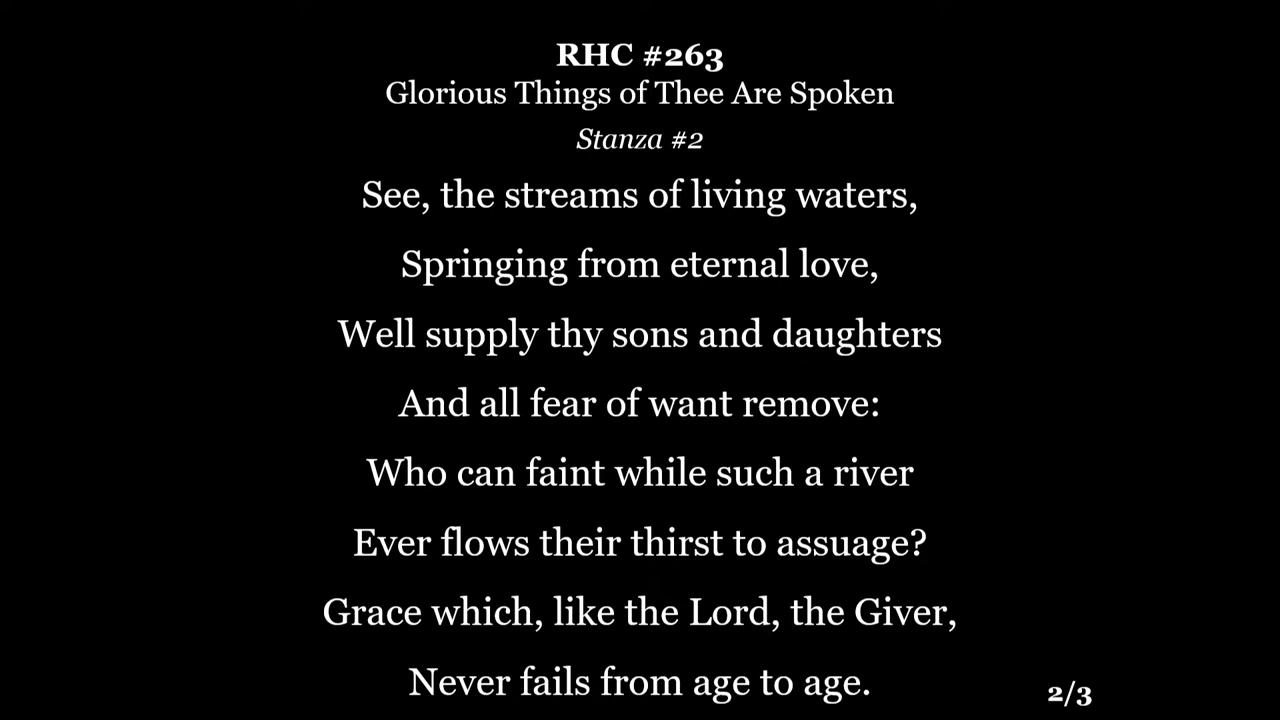 RHC #263
Glorious Things of Thee Are Spoken
Stanza #2
See, the streams of living waters,
Springing from eternal love,
Well supply thy sons and daughters
And all fear of want remove:
Who can faint while such a river
Ever flows their thirst to assuage?
Grace which, like the Lord, the Giver,
Never fails from age to age.
2/3